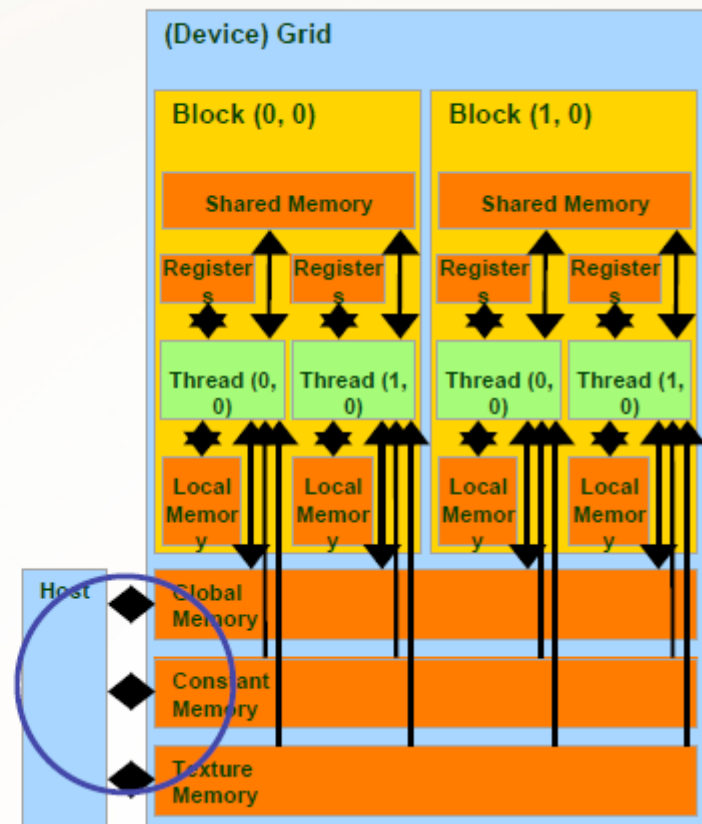 (Device) Grid
Block (0, 0)
Block (1, 0)
Shared Memory
Shared Memory
Register
s
Register
s
Register
s
Register
s
Thread (0,
0)
Thread (1,
0)
Thread (0,
0)
Thread (1,
0)
Local
Memor
y
Local
Memor
y
Local
Memor
y
Local
Memor
y
Host
Global
Memory
Constant
Memory
Texture
Memory